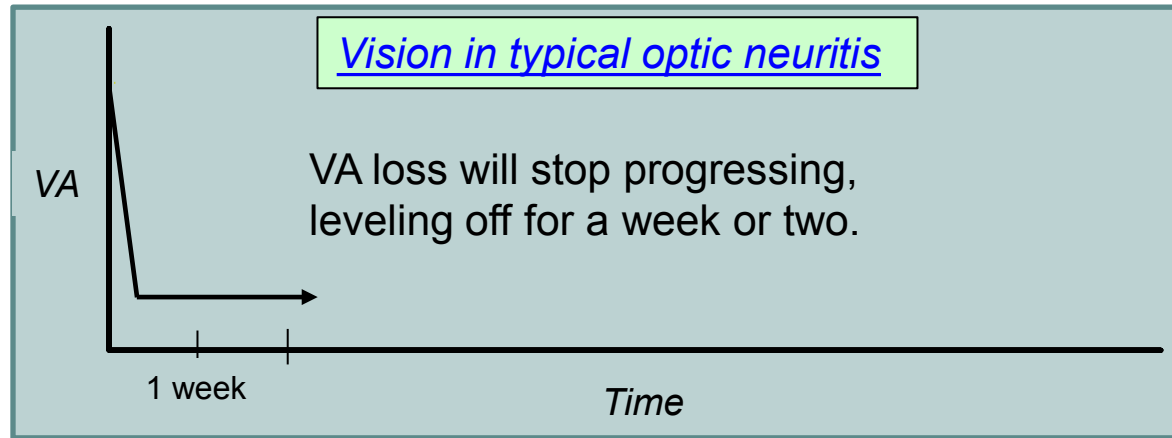 Vision in typical optic neuritis
VA loss will stop progressing,
leveling off for a week or two.
VA
1 week
Time